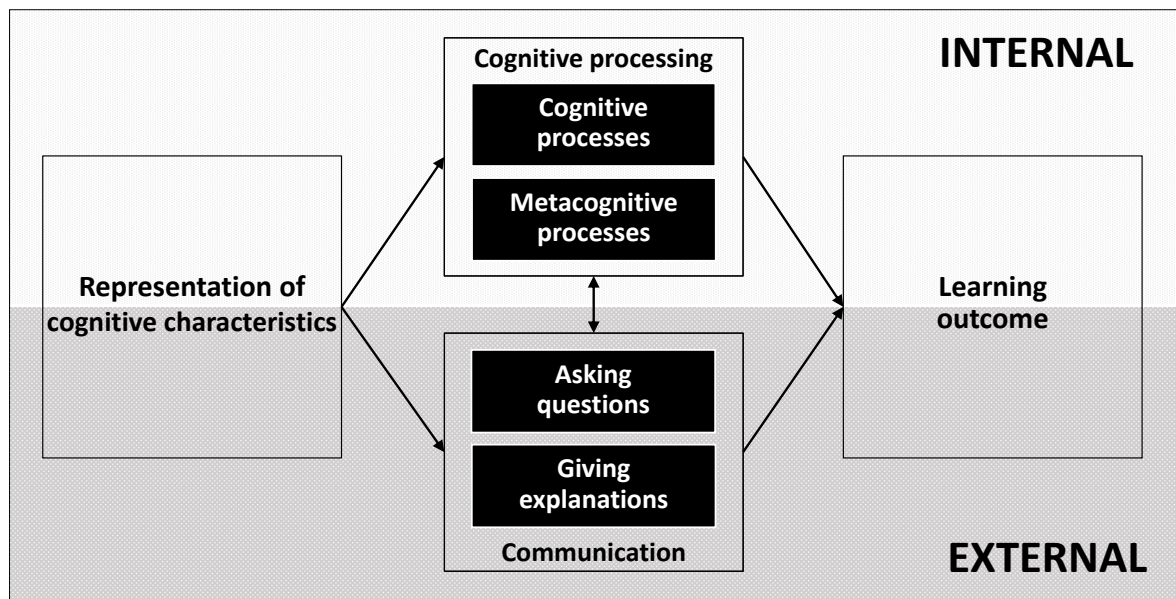 INTERNAL
Cognitive processing
Cognitive
processes
Metacognitive
processes
Representation of
cognitive characteristics
Learning
outcome
Asking
questions
Giving
explanations
Communication
EXTERNAL